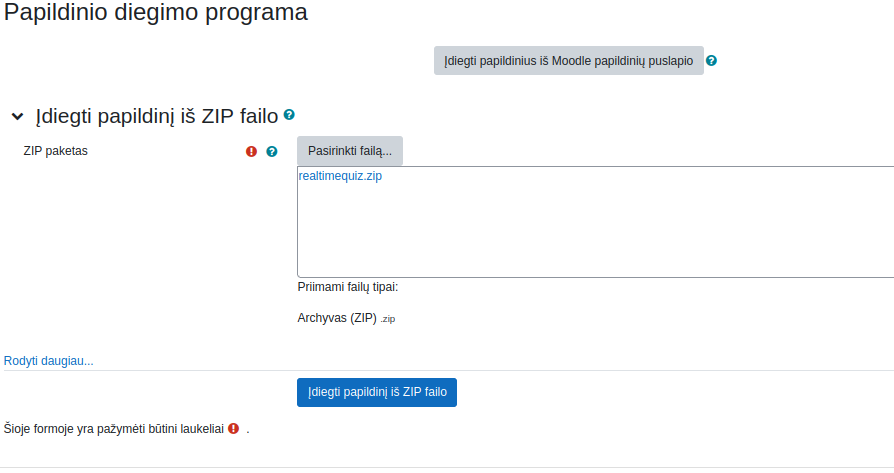 Papildinio diegimo programa
Įdiegti papildinius iš Moodle papildinių puslapio
Įdiegti papildinį iš ZIP failo
ZIP paketas
Pasirinkti failą...
realtimequiz.zip
Priimami failų tipai:
Archyvas (ZIP) .zip
Rodyti daugiau...
Įdiegti papildinį iš ZIP failo
Šioje formoje yra pažymėti būtini laukeliai .